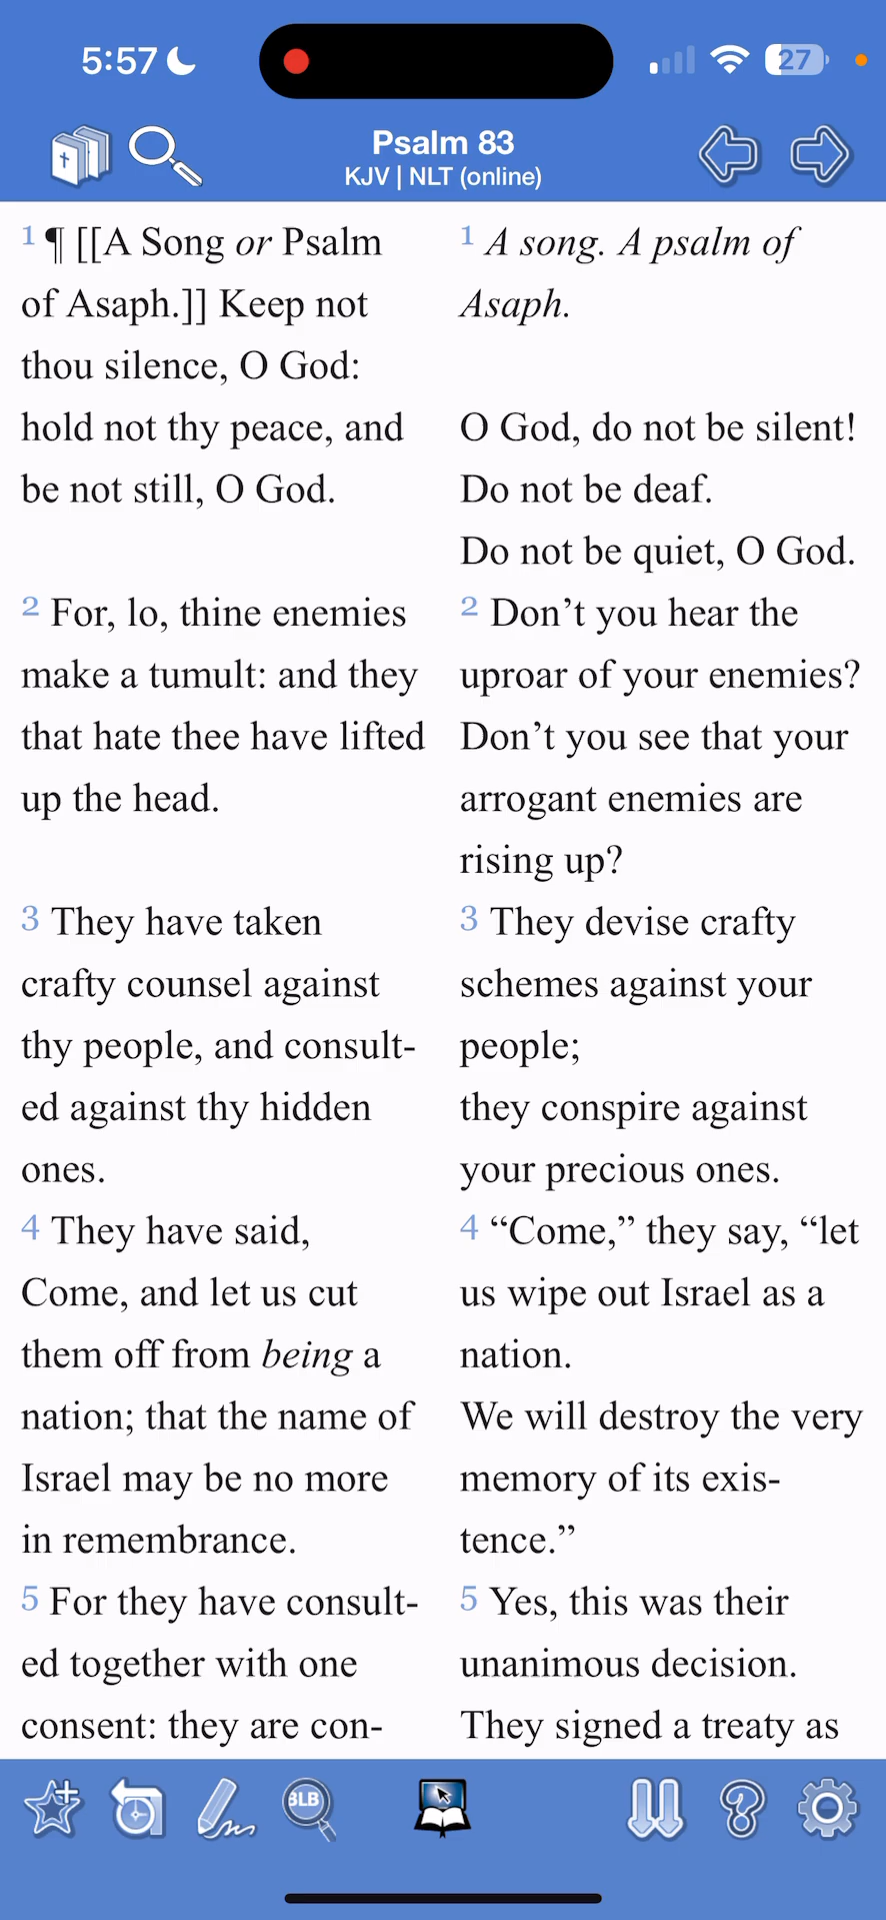 5:57
27
Psalm 83
KJV | NLT (online)
1 ¶ [[A Song or Psalm
of Asaph.]] Keep not
thou silence, O God:
hold not thy peace, and
be not still, O God.
2 For, lo, thine enemies
make a tumult: and they
that hate thee have lifted
up the head.
3 They have taken
crafty counsel against
thy people, and consult-
ed against thy hidden
ones.
4 They have said,
Come, and let us cut
them off from being a
nation; that the name of
Israel may be no more
in remembrance.
5 For they have consult-
ed together with one
consent: they are con-
1 A song. A psalm of
Asaph.
O God, do not be silent!
Do not be deaf.
Do not be quiet, O God.
2 Don’t you hear the
uproar of your enemies?
Don’t you see that your
arrogant enemies are
rising up?
3 They devise crafty
schemes against your
people;
they conspire against
your precious ones.
4 “Come,” they say, “let
us wipe out Israel as a
nation.
We will destroy the very
memory of its exis-
tence.”
5 Yes, this was their
unanimous decision.
They signed a treaty as
BLB